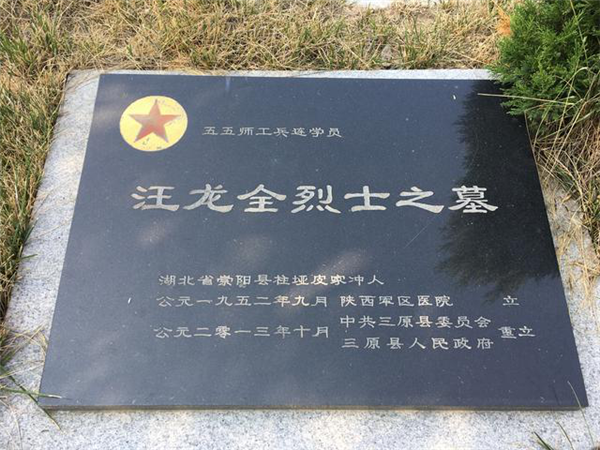 五五师工兵连学员
汪龙全烈士之墓
湖北省崇阳县桂垭皮家冲人
公元一九五二年九月 陕西军区医院 立
公元二零一三年十月 中共三原县委员会 三原县人民政府 重立